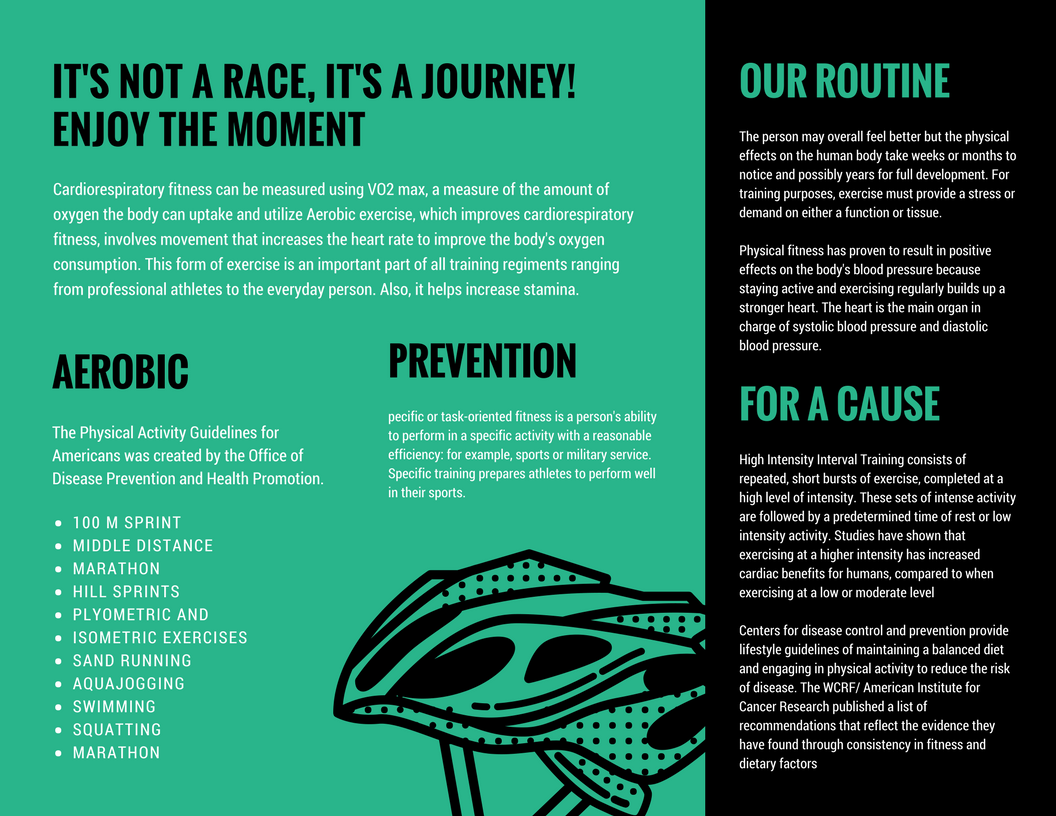 IT'S NOT A RACE, IT'S A JOURNEY!
ENJOY THE MOMENT
Cardiorespiratory fitness can be measured using VO2 max, a measure of the amount of
oxygen the body can uptake and utilize Aerobic exercise, which improves cardiorespiratory
fitness, involves movement that increases the heart rate to improve the body's oxygen
consumption. This form of exercise is an important part of all training regiments ranging
from professional athletes to the everyday person. Also, it helps increase stamina.
AEROBIC
The Physical Activity Guidelines for
Americans was created by the Office of
Disease Prevention and Health Promotion.
• 100 M SPRINT
• MIDDLE DISTANCE
• MARATHON
• HILL SPRINTS
• PLYOMETRIC AND
• ISOMETRIC EXERCISES
• SAND RUNNING
• AQUAJOGGING
• SWIMMING
• SQUATTING
• MARATHON
PREVENTION
pecific or task-oriented fitness is a person's ability
to perform in a specific activity with a reasonable
efficiency: for example, sports or military service.
Specific training prepares athletes to perform well
in their sports.
OUR ROUTINE
The person may overall feel better but the physical
effects on the human body take weeks or months to
notice and possibly years for full development. For
training purposes, exercise must provide a stress or
demand on either a function or tissue.
Physical fitness has proven to result in positive
effects on the body's blood pressure because
staying active and exercising regularly builds up a
stronger heart. The heart is the main organ in
charge of systolic blood pressure and diastolic
blood pressure.
FOR A CAUSE
High Intensity Interval Training consists of
repeated, short bursts of exercise, completed at a
high level of intensity. These sets of intense activity
are followed by a predetermined time of rest or low
intensity activity. Studies have shown that
exercising at a higher intensity has increased
cardiac benefits for humans, compared to when
exercising at a low or moderate level
Centers for disease control and prevention provide
lifestyle guidelines of maintaining a balanced diet
and engaging in physical activity to reduce the risk
of disease. The WCRF/ American Institute for
Cancer Research published a list of
recommendations that reflect the evidence they
have found through consistency in fitness and
dietary factors